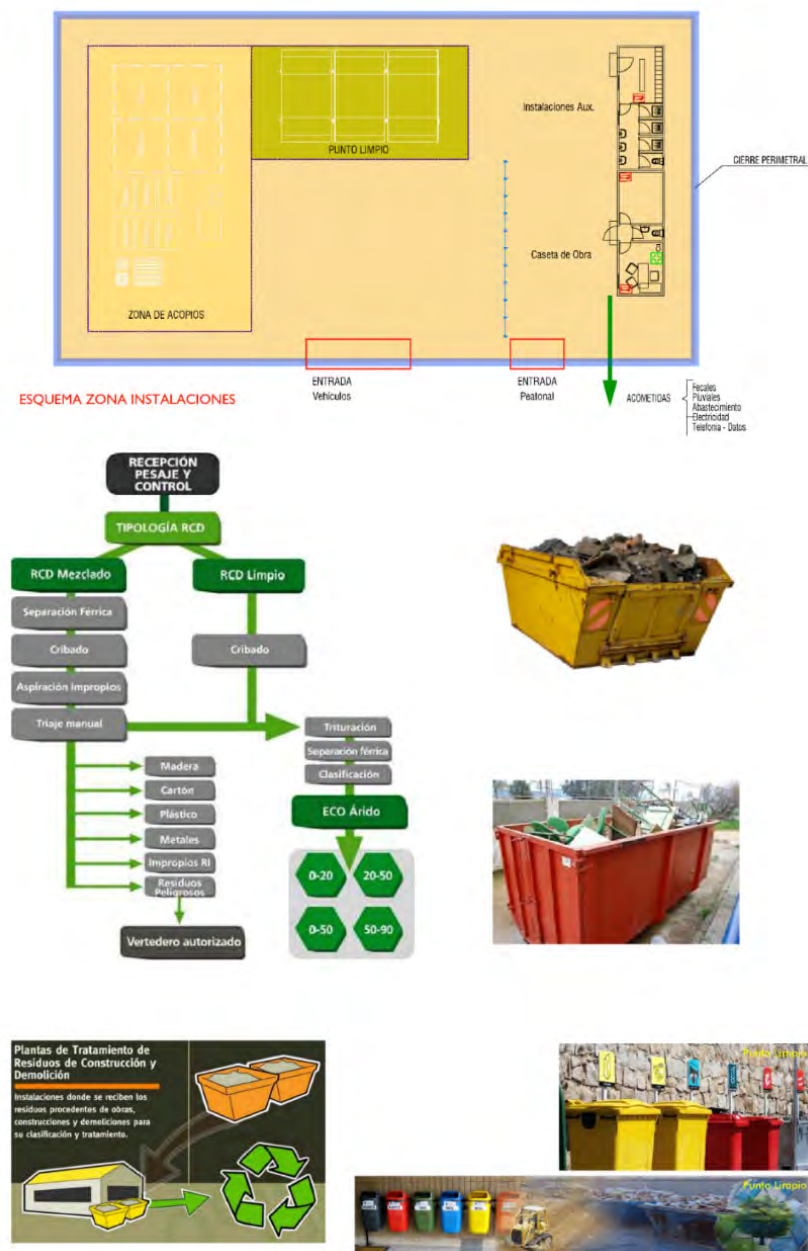 Instalaciones Aux.
PUNTO LIMPIO
CIERRE PERIMETRAL
Caseta de Obra
ZONA DE ACOPIOS
ENTRADA
Vehículos
ENTRADA
Peatonal
ACOMETIDAS
Fecales
Pluviales
Abastecimiento
Electricidad
Telefonía - Datos
ESQUEMA ZONA INSTALACIONES
RECEPCIÓN
PESAJE Y
CONTROL
TIPOLOGÍA RCD
RCD Mezclado
RCD Limpio
Separación Férrica
Cribado
Cribado
Aspiración Impropios
Triaje manual
Trituración
Separación férrica
Clasificación
Madera
Cartón
Plástico
Metales
Impropios RI
Residuos
Peligrosos
ECO Árido
0-20
20-50
0-50
50-90
Vertedero autorizado
Plantas de Tratamiento de
Residuos de Construcción y
Demolición
Instalaciones donde se reciben los
residuos procedentes de obras,
construcciones y demoliciones para
su clasificación y tratamiento.
Punto Limpio
Punto Limpio